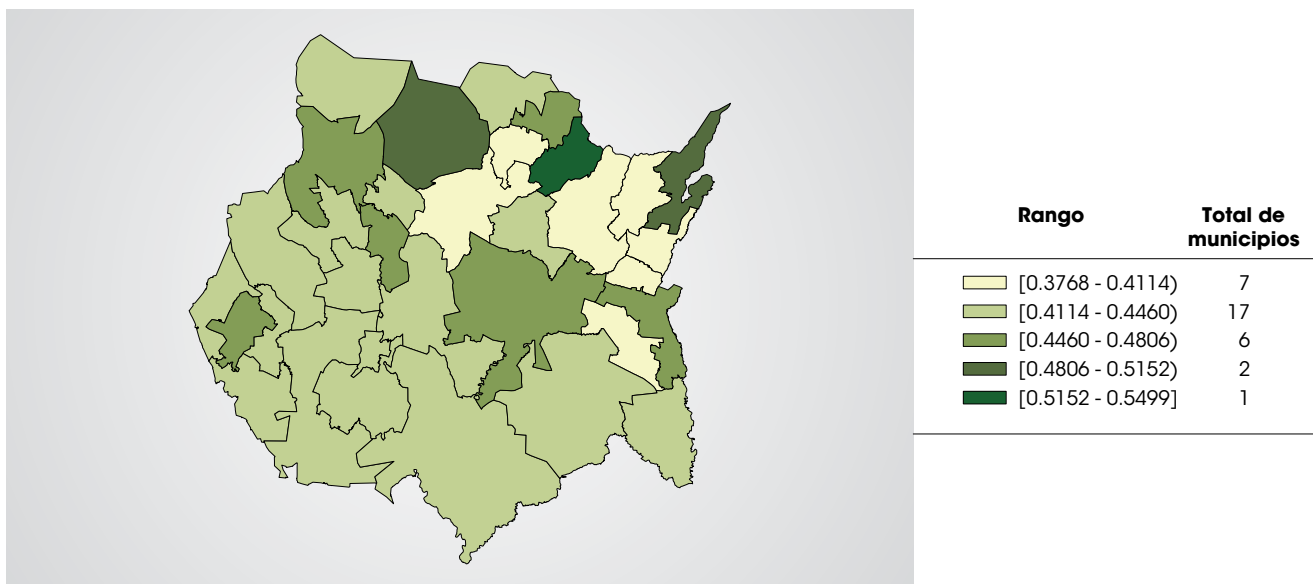 Rango Total de
municipios
[0.3768 - 0.4114) 7
[0.4114 - 0.4460) 17
[0.4460 - 0.4806) 6
[0.4806 - 0.5152) 2
[0.5152 - 0.5499] 1